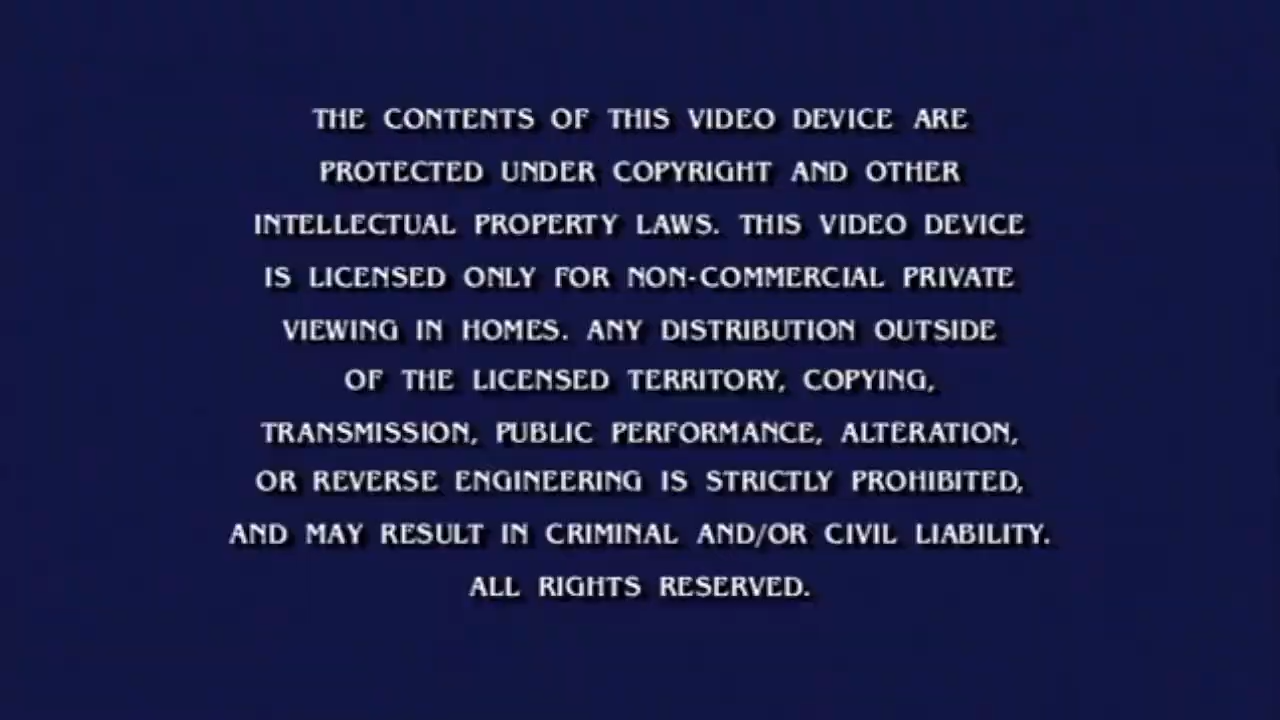 THE CONTENTS OF THIS VIDEO DEVICE ARE
PROTECTED UNDER COPYRIGHT AND OTHER
INTELLECTUAL PROPERTY LAWS. THIS VIDEO DEVICE
IS LICENSED ONLY FOR NON-COMMERCIAL PRIVATE
VIEWING IN HOMES. ANY DISTRIBUTION OUTSIDE
OF THE LICENSED TERRITORY, COPYING,
TRANSMISSION, PUBLIC PERFORMANCE, ALTERATION,
OR REVERSE ENGINEERING IS STRICTLY PROHIBITED,
AND MAY RESULT IN CRIMINAL AND/OR CIVIL LIABILITY.
ALL RIGHTS RESERVED.